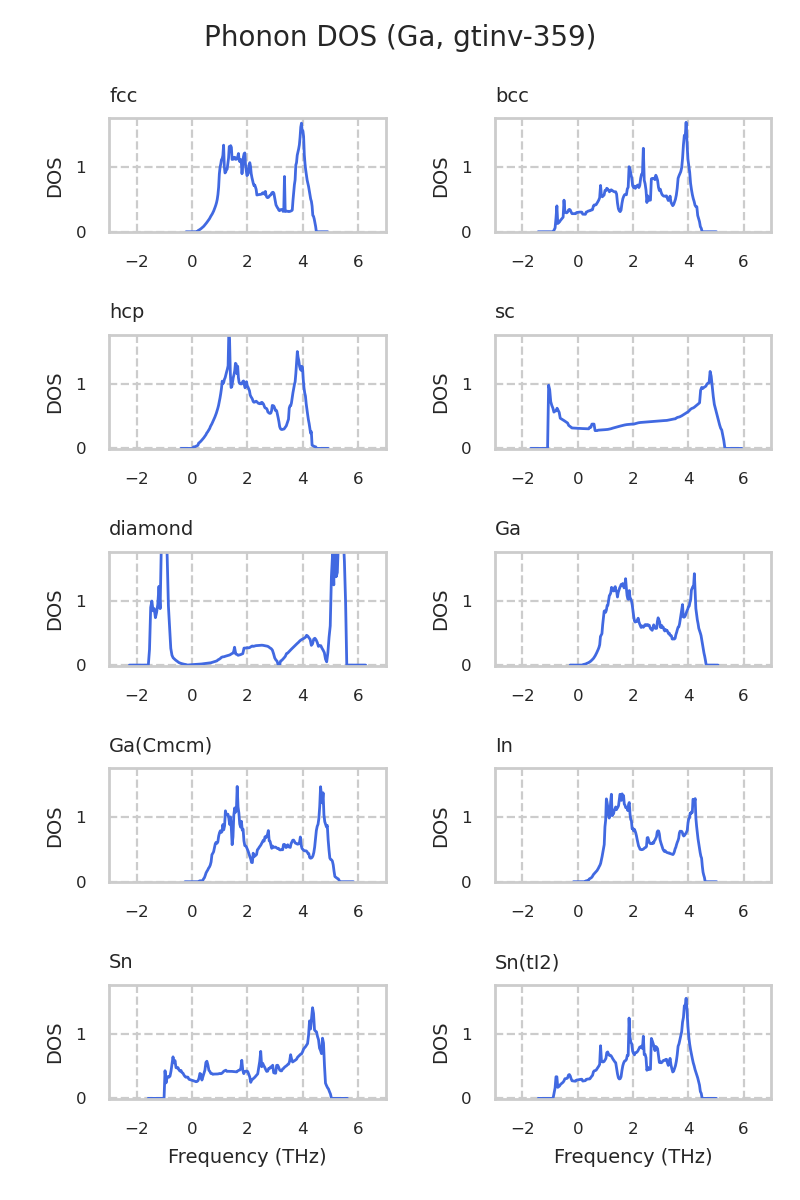 Phonon DOS (Ga, gtinv-359)
fcc
DOS
1
0
−2 0 2 4 6
bcc
DOS
1
0
−2 0 2 4 6
hcp
DOS
1
0
−2 0 2 4 6
sc
DOS
1
0
−2 0 2 4 6
diamond
DOS
1
0
−2 0 2 4 6
Ga
DOS
1
0
−2 0 2 4 6
Ga(Cmcm)
DOS
1
0
−2 0 2 4 6
In
DOS
1
0
−2 0 2 4 6
Sn
DOS
1
0
−2 0 2 4 6
Frequency (THz)
Sn(tI2)
DOS
1
0
−2 0 2 4 6
Frequency (THz)